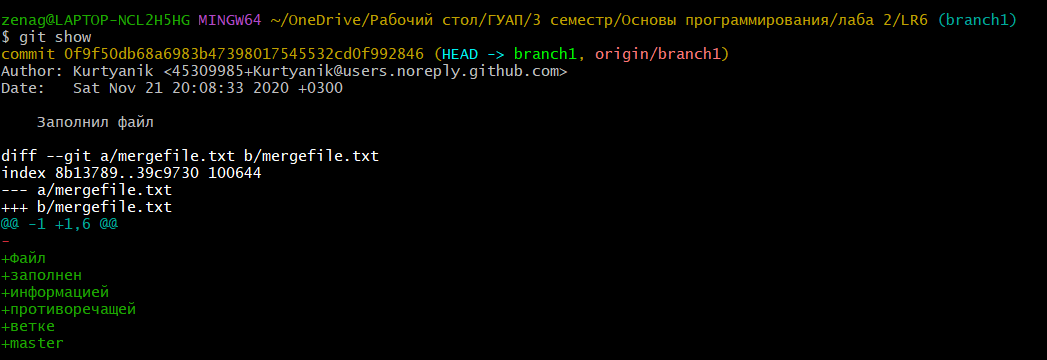 zenag@LAPTOP-NCL2H5HG MINGW64 ~/OneDrive/Рабочий стол/ГУАП/3 семестр/Основы программирования/лаба 2/LR6 (branch1)
$ git show
commit 0f9f50db68a6983b47398017545532cd0f992846 (HEAD -> branch1, origin/branch1)
Author: Kurtyanik <45309985+Kurtyanik@users.noreply.github.com>
Date:   Sat Nov 21 20:08:33 2020 +0300
    Заполнил файл
diff --git a/mergefile.txt b/mergefile.txt
index 8b13789..39c9730 100644
--- a/mergefile.txt
+++ b/mergefile.txt
@@ -1 +1,6 @@
-
+Файл
+заполнен
+информацией
+противоречащей
+ветке
+master